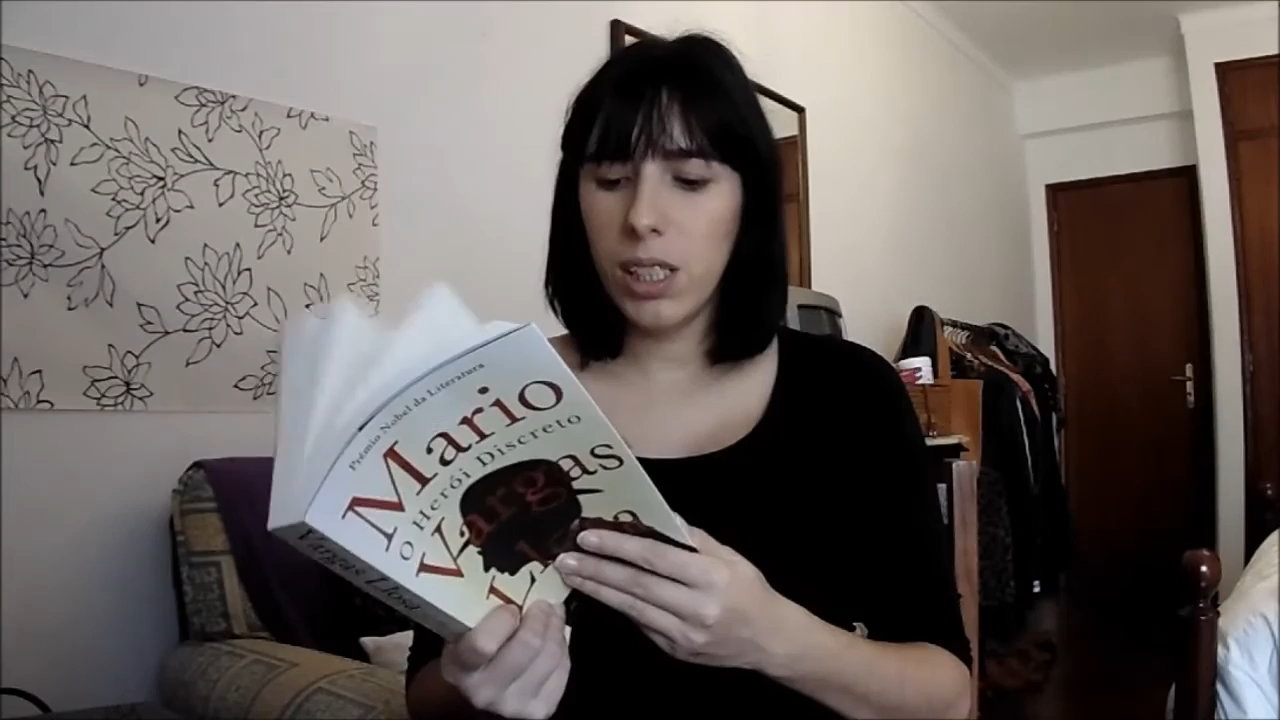 Prémio Nobel da Literatura
Mario
O Herói Discreto
Vargas
Vargas Llosa